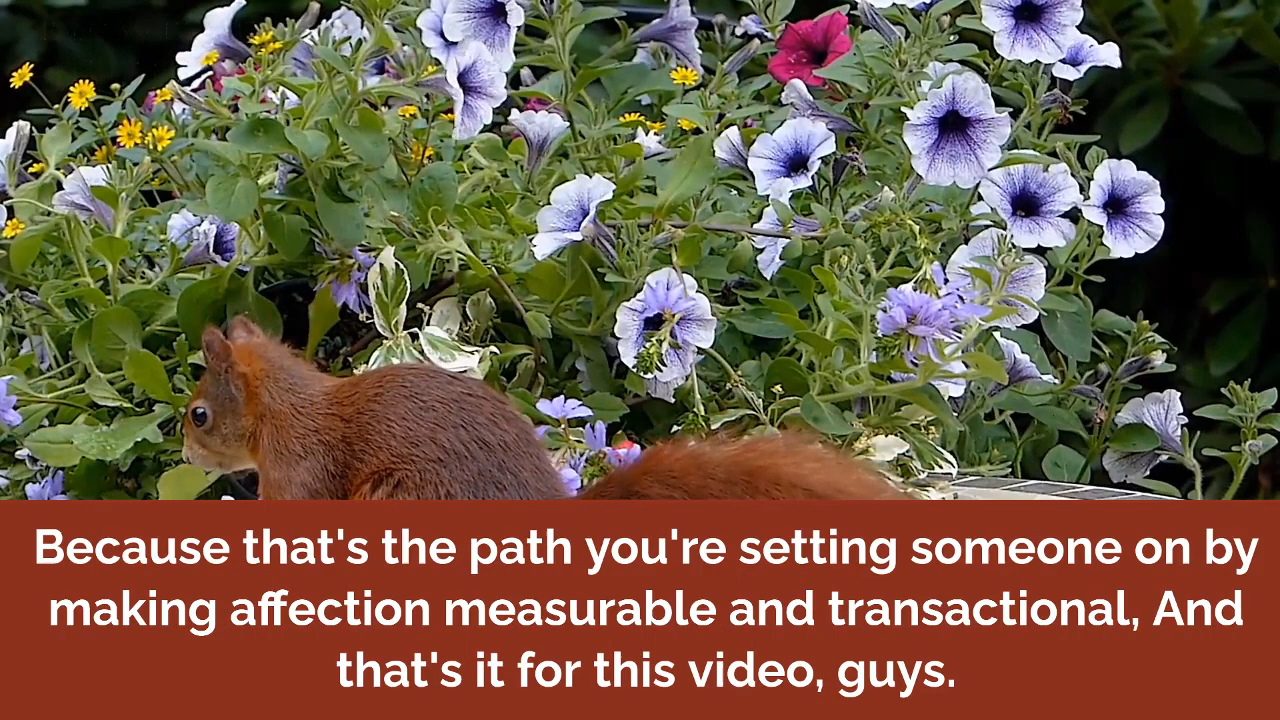 Because that's the path you're setting someone on by
making affection measurable and transactional, And
that's it for this video, guys.